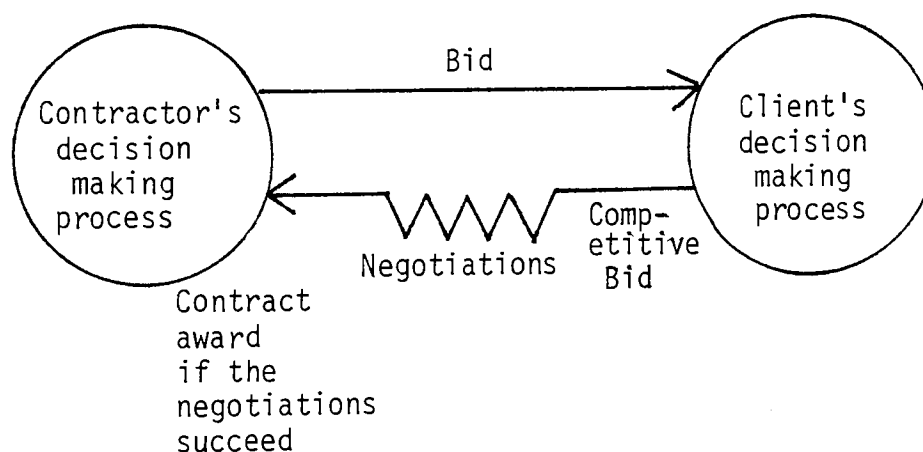 Bid
Contractor's
decision
making
process
Client's
decision
making
process
Comp-
etitive
Bid
Negotiations
Contract
award
if the
negotiations
succeed